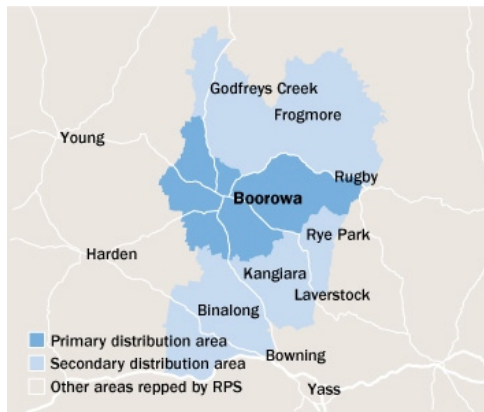 Godfreys Creek
Frogmore
Young
Rugby
Boorowa
Rye Park
Harden
Kangiara
Laverstock
Binalong
Primary distribution area
Bowning
Secondary distribution area
Other areas repped by RPS
Yass